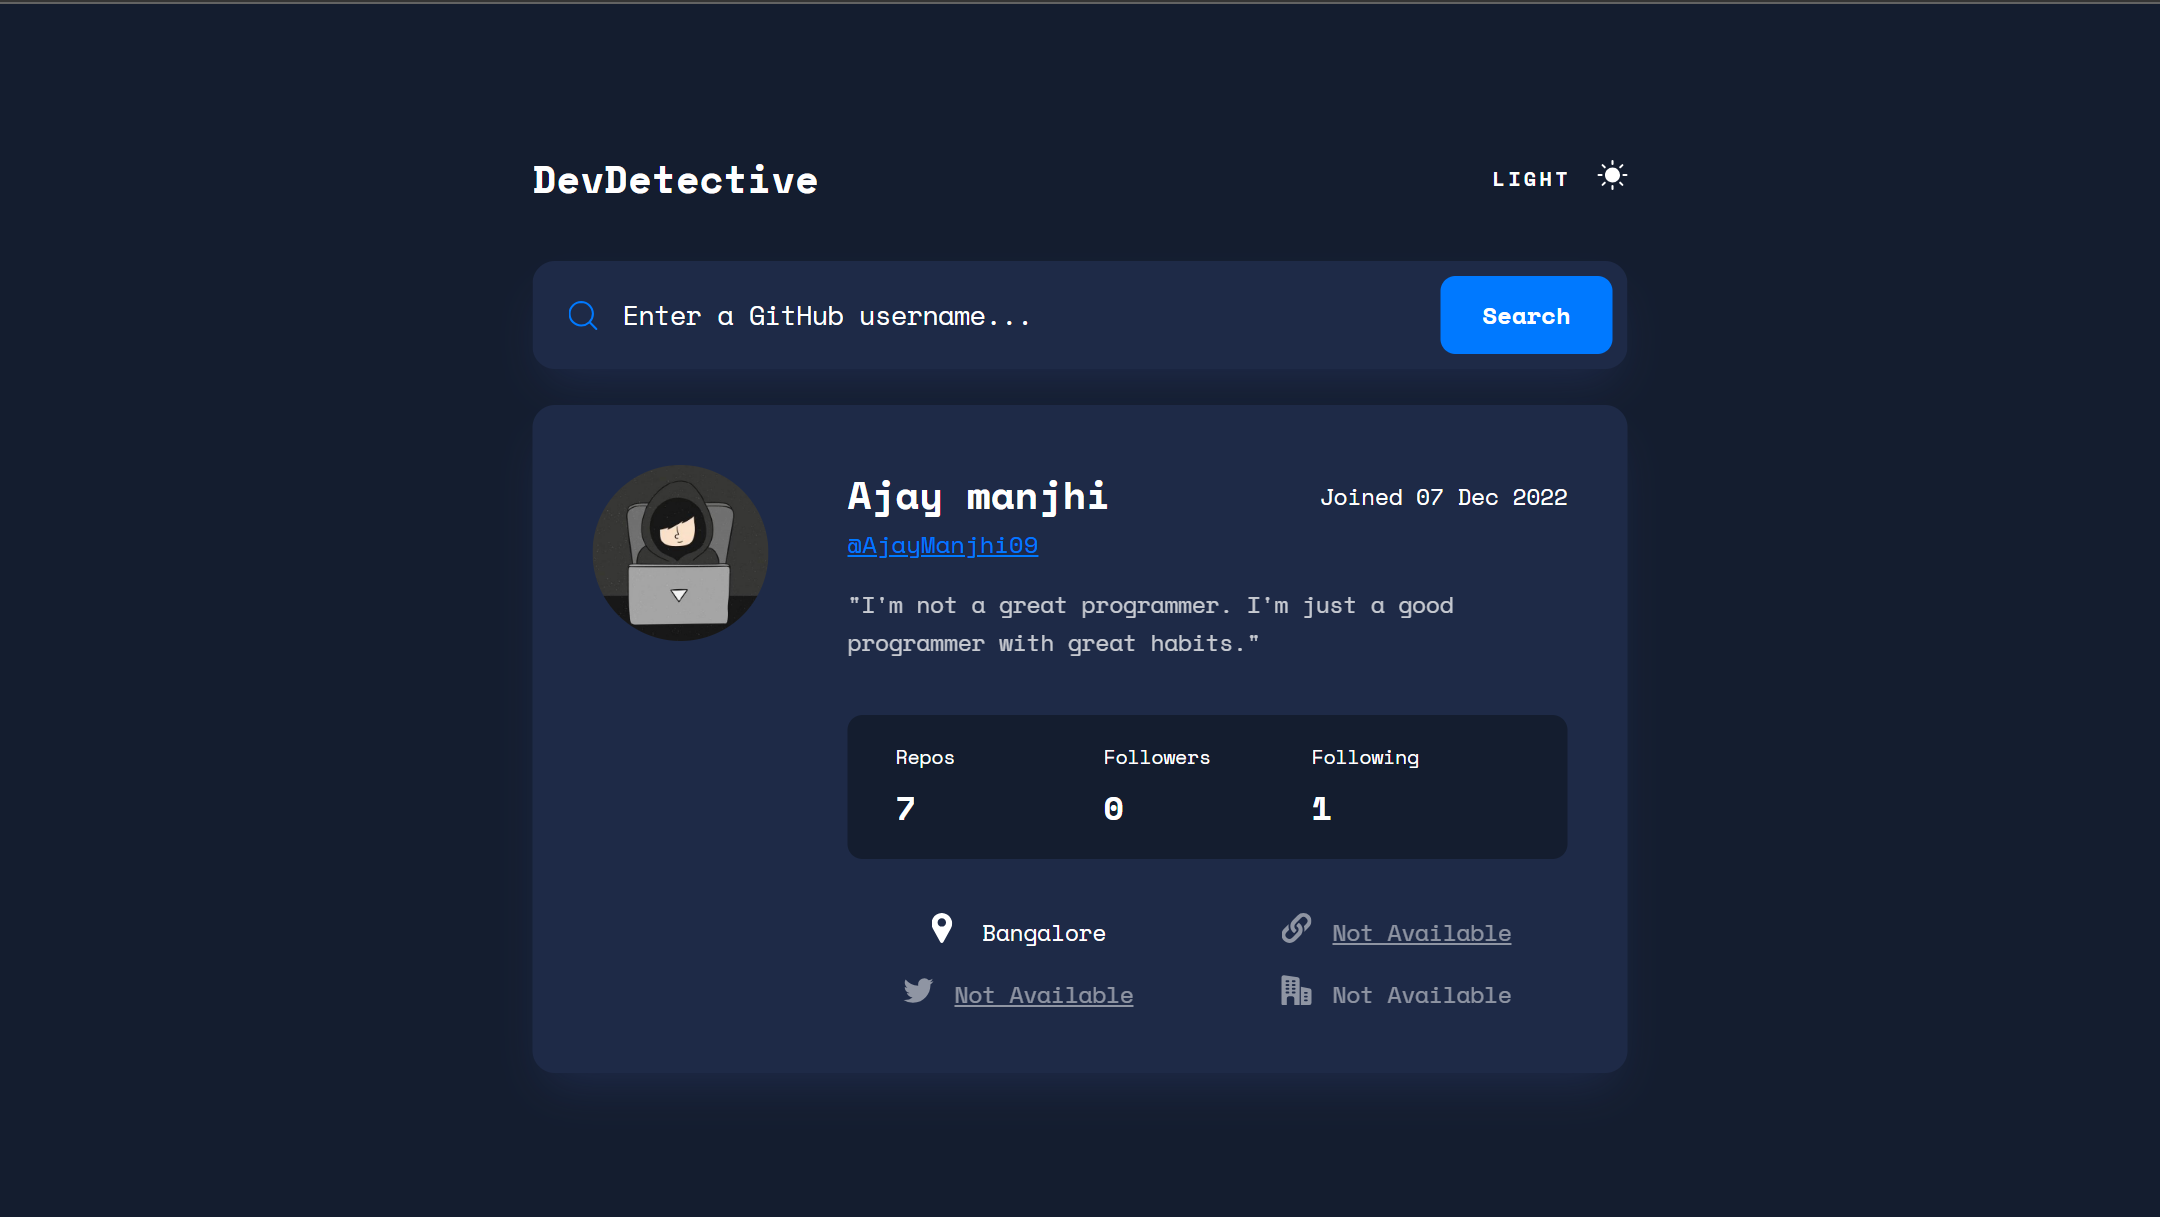 DevDetective
LIGHT
Enter a GitHub username...
Search
Ajay manjhi
Joined 07 Dec 2022
@AjayManjhi09
"I'm not a great programmer. I'm just a good
programmer with great habits."
Repos
Followers
Following
7
0
1
Bangalore
Not Available
Not Available
Not Available